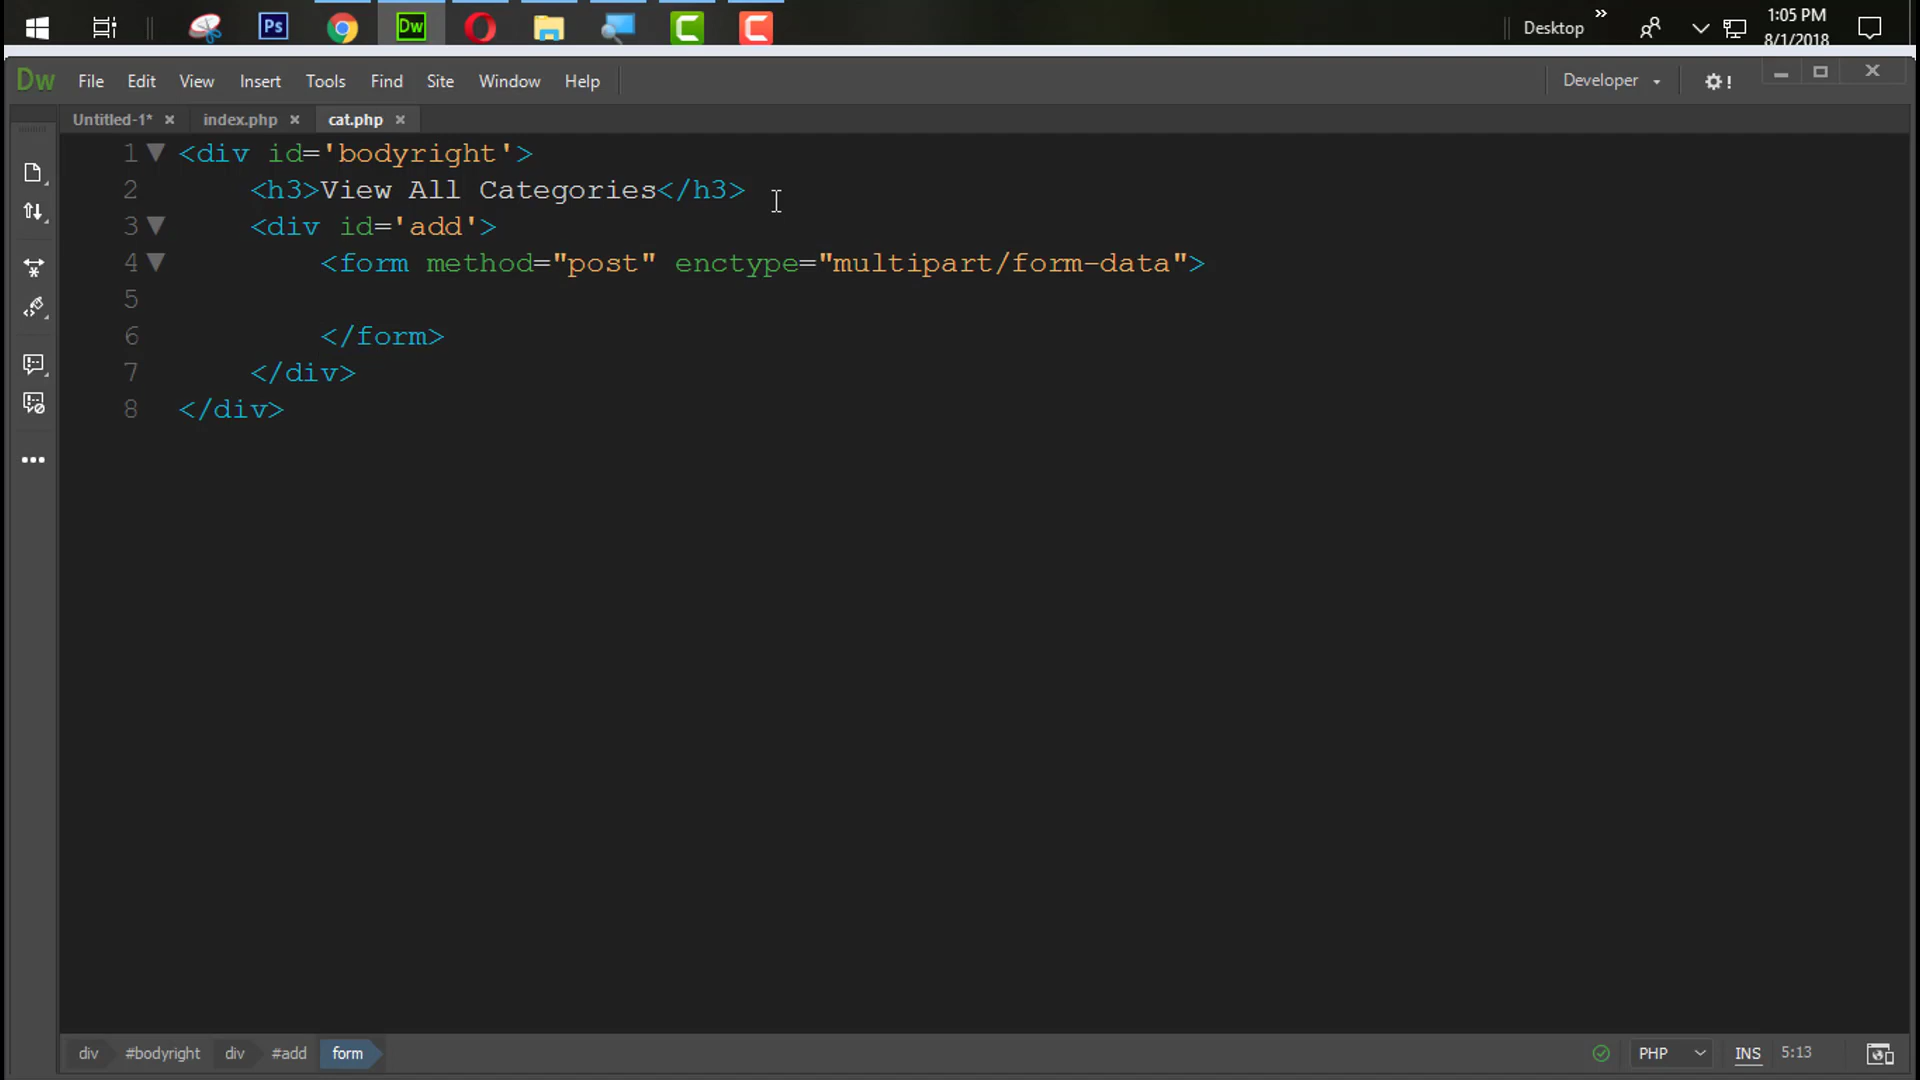 Ps
Dw
Desktop
»
1:05 PM
8/1/2018
Dw File Edit View Insert Tools Find Site Window Help
Developer
!
Untitled-1* × index.php × cat.php ×
1 <div id='bodyright'>
2 <h3>View All Categories</h3>
3 <div id='add'>
4 <form method="post" enctype="multipart/form-data">
5
6 </form>
7 </div>
8 </div>
div #bodyright div #add form
PHP INS 5:13